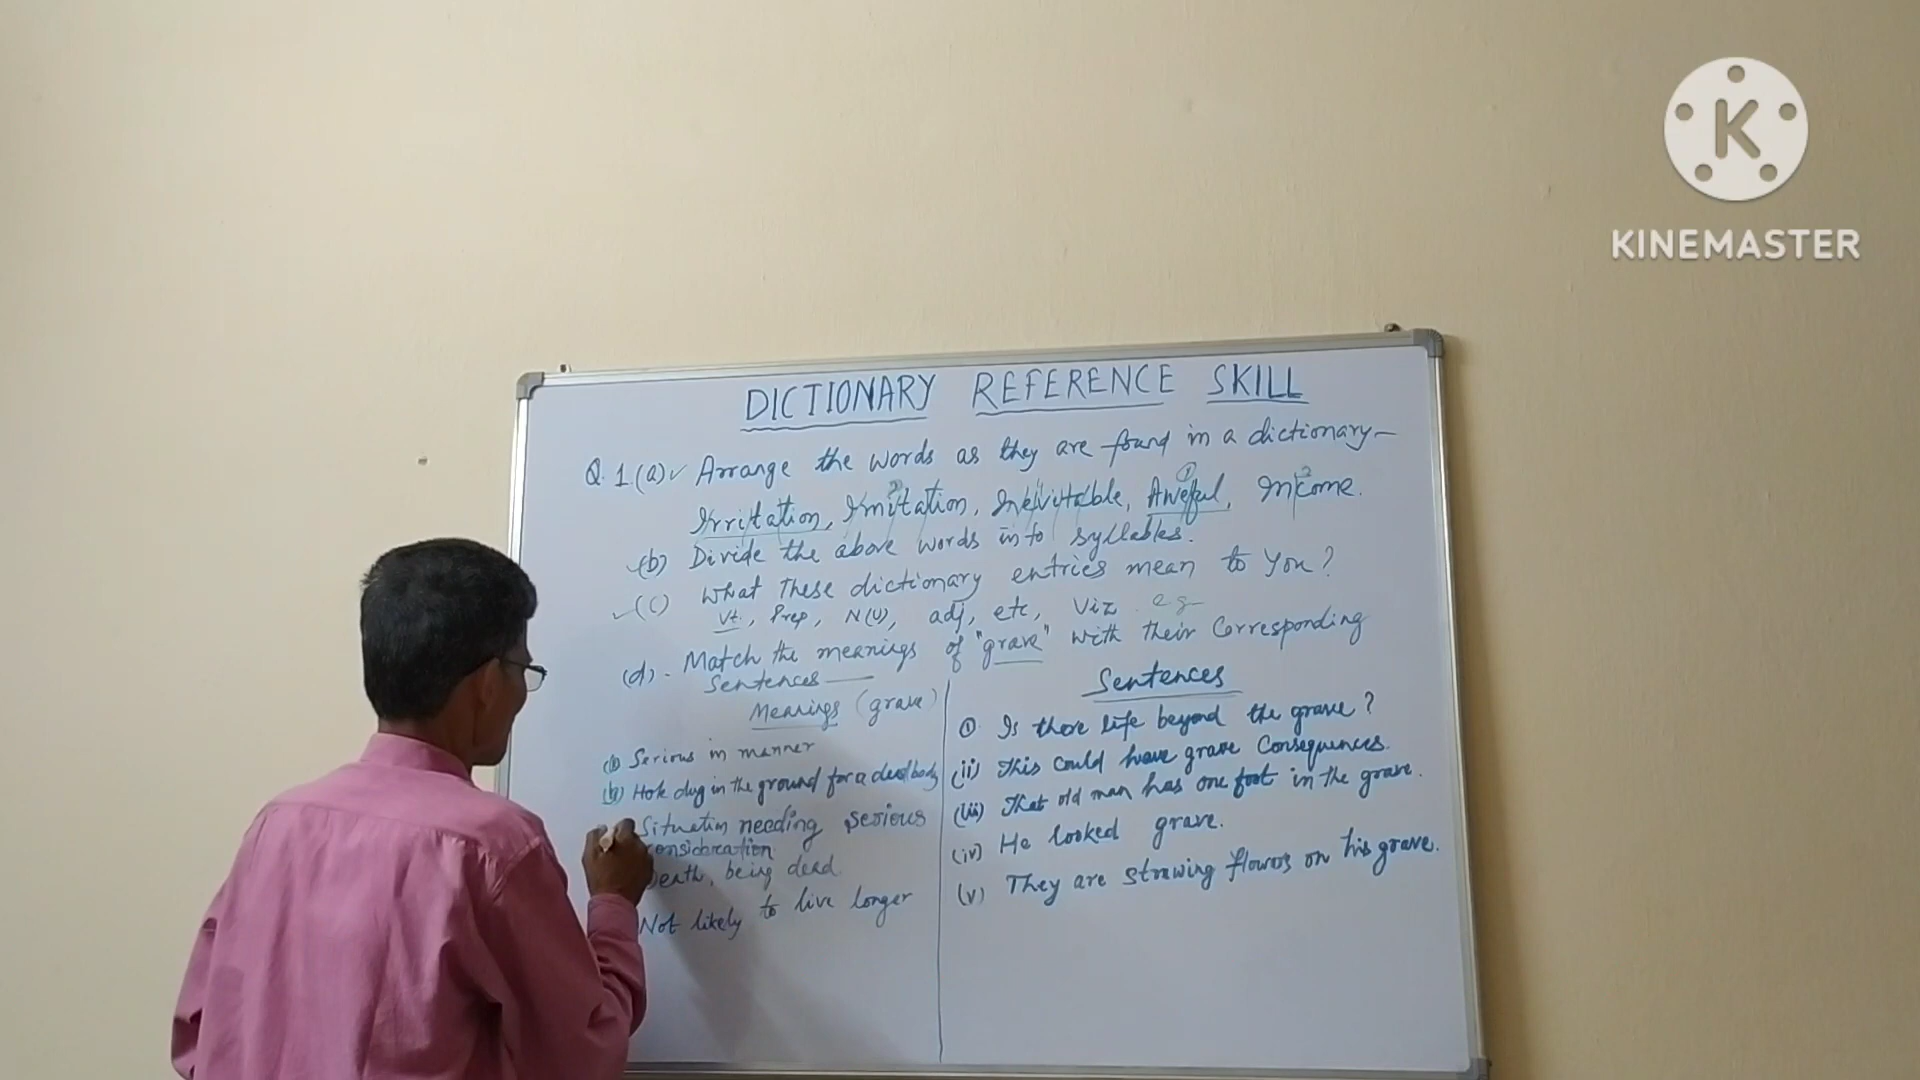 KINEMASTER
DICTIONARY REFERENCE SKILL
Q. 1 (a) ✓ Arrange the words as they are found in a dictionary—
Irritation, Imitation, Inevitable, Aweful, Income.
(b) Divide the above words into syllables.
(c) What these dictionary entries mean to You?
Vt., Prep, N(U), adj, etc, Viz e.g
(d). Match the meanings of "grave" with their Corresponding
Sentences—
Meanings (grave)
Serious in manner
(b) Hole dug in the ground for a dead body
Situation needing serious
consideration
Death, being dead
Not likely to live longer
Sentences
(i) Is there life beyond the grave?
(ii) This could have grave Consequences.
(iii) That old man has one foot in the grave.
(iv) He looked grave.
(v) They are strawing flowers on his grave.